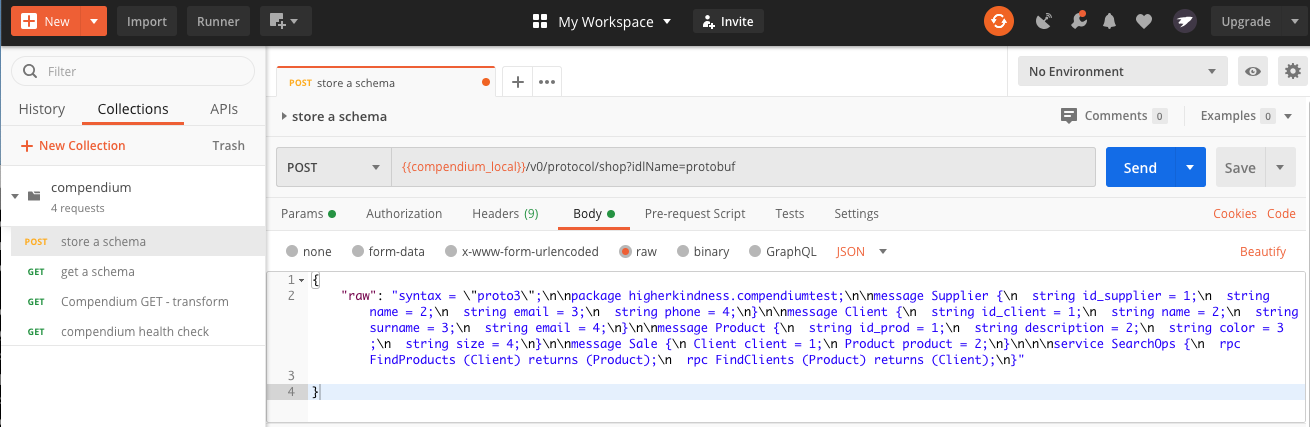 New
Import
Runner
My Workspace
Invite
Upgrade
Filter
History
Collections
APIs
New Collection
Trash
compendium
4 requests
POST store a schema
GET get a schema
GET Compendium GET - transform
GET compendium health check
POST store a schema
No Environment
store a schema
Comments 0
Examples 0
POST
{{compendium_local}}/v0/protocol/shop?idlName=protobuf
Send
Save
Params
Authorization
Headers (9)
Body
Pre-request Script
Tests
Settings
Cookies
Code
none
form-data
x-www-form-urlencoded
raw
binary
GraphQL
JSON
Beautify
1 {
2 "raw": "syntax = \"proto3\";\n\npackage higherkindness.compendiumtest;\n\nmessage Supplier {\n  string id_supplier = 1;\n  string
name = 2;\n  string email = 3;\n  string phone = 4;\n}\n\nmessage Client {\n  string id_client = 1;\n  string name = 2;\n  string
surname = 3;\n  string email = 4;\n}\n\nmessage Product {\n  string id_prod = 1;\n  string description = 2;\n  string color = 3
;\n  string size = 4;\n}\n\nmessage Sale {\n Client client = 1;\n Product product = 2;\n}\n\n\nservice SearchOps {\n  rpc
FindProducts (Client) returns (Product);\n  rpc FindClients (Product) returns (Client);\n}"
3
4 }